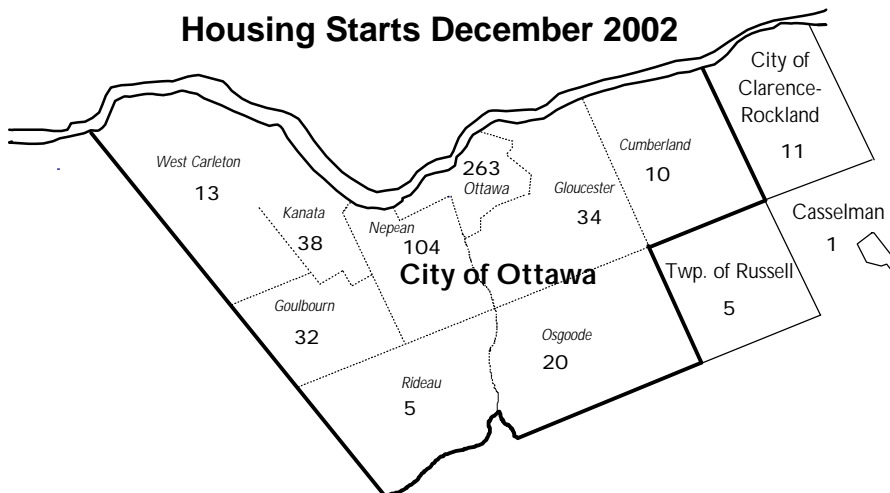 Housing Starts December 2002
City of
Clarence-
Rockland
11
West Carleton
13
Kanata
38
Nepean
104
263
Ottawa
Gloucester
34
Cumberland
10
Casselman
1
City of Ottawa
Twp. of Russell
5
Goulbourn
32
Osgoode
20
Rideau
5